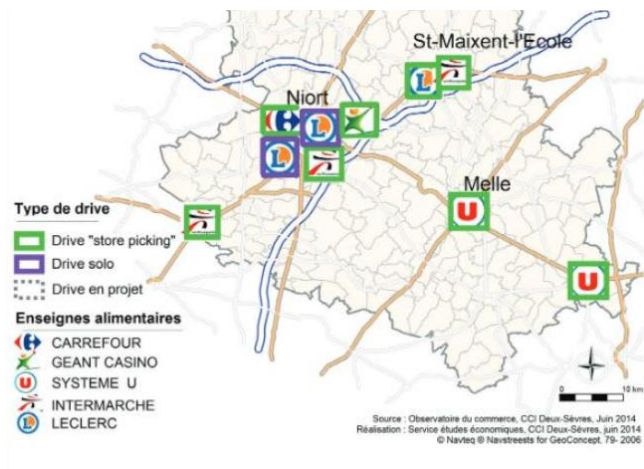 St-Maixent-l'Ecole
Niort
Melle
Type de drive
Drive "store picking"
Drive solo
Drive en projet
Enseignes alimentaires
CARREFOUR
GEANT CASINO
SYSTEME U
INTERMARCHE
LECLERC
0 10 km
Source : Observatoire du commerce, CCI Deux-Sèvres, Juin 2014
Réalisation : Service études économiques, CCI Deux-Sèvres, juin 2014
© Navteq ® Navstreets for GeoConcept, 79- 2006